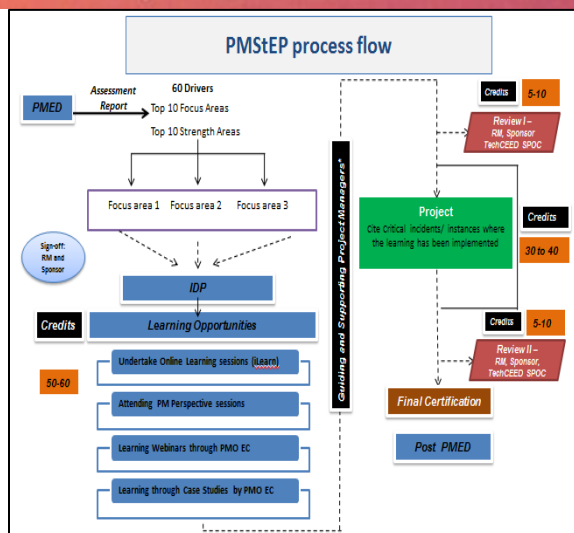 PMStEP process flow
PMED
Assessment
Report
60 Drivers
Top 10 Focus Areas
Top 10 Strength Areas
Focus area 1
Focus area 2
Focus area 3
Sign-off:
RM and
Sponsor
IDP
Credits
Learning Opportunities
50-60
Undertake Online Learning sessions (iLearn)
Attending PM Perspective sessions
Learning Webinars through PMO EC
Learning through Case Studies by PMO EC
Guiding and Supporting Project Managers*
Credits
5-10
Review I –
RM, Sponsor
TechCEED SPOC
Project
Cite Critical incidents/ instances where
the learning has been implemented
Credits
30 to 40
Credits
5-10
Review II –
RM, Sponsor,
TechCEED SPOC
Final Certification
Post PMED